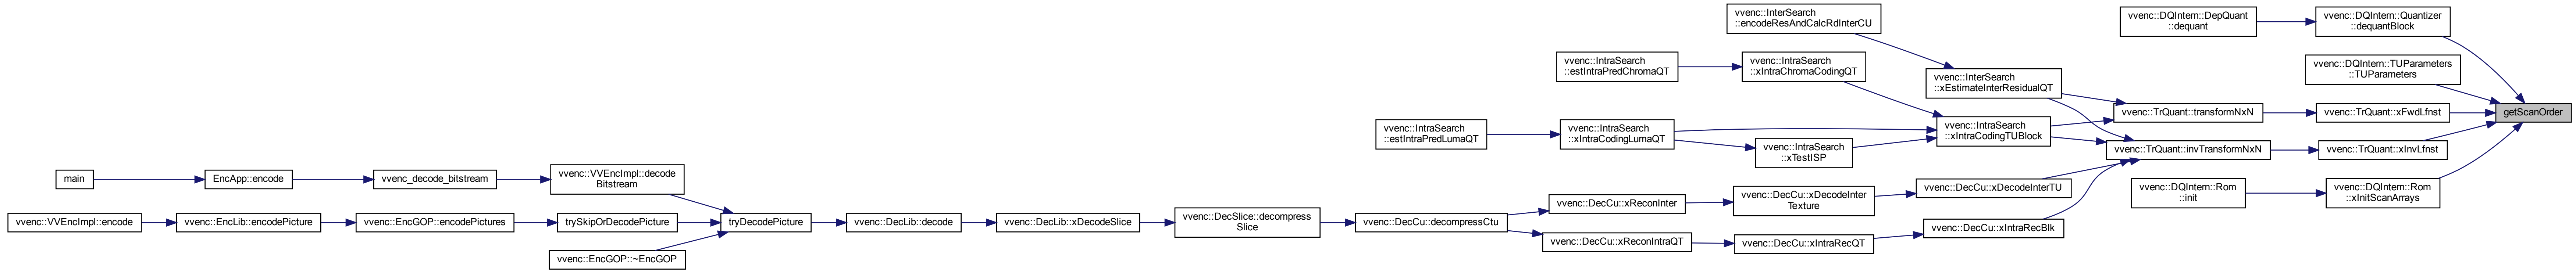 main
vvenc::VVEncImpl::encode
EncApp::encode
vvenc::EncLib::encodePicture
vvenc_decode_bitstream
vvenc::EncGOP::encodePictures
vvenc::VVEncImpl::decode
Bitstream
trySkipOrDecodePicture
vvenc::EncGOP::~EncGOP
tryDecodePicture
vvenc::DecLib::decode
vvenc::DecLib::xDecodeSlice
vvenc::DecSlice::decompress
Slice
vvenc::DecCu::decompressCtu
vvenc::IntraSearch
::estIntraPredLumaQT
vvenc::IntraSearch
::estIntraPredChromaQT
vvenc::IntraSearch
::xIntraCodingLumaQT
vvenc::DecCu::xReconInter
vvenc::DecCu::xReconIntraQT
vvenc::InterSearch
::encodeResAndCalcRdInterCU
vvenc::IntraSearch
::xIntraChromaCodingQT
vvenc::IntraSearch
::xTestISP
vvenc::DecCu::xDecodeInter
Texture
vvenc::DecCu::xIntraRecQT
vvenc::InterSearch
::xEstimateInterResidualQT
vvenc::IntraSearch
::xIntraCodingTUBlock
vvenc::DecCu::xDecodeInterTU
vvenc::DecCu::xIntraRecBlk
vvenc::DQIntern::DepQuant
::dequant
vvenc::TrQuant::transformNxN
vvenc::TrQuant::invTransformNxN
vvenc::DQIntern::Rom
::init
vvenc::DQIntern::Quantizer
::dequantBlock
vvenc::DQIntern::TUParameters
::TUParameters
vvenc::TrQuant::xFwdLfnst
vvenc::TrQuant::xInvLfnst
vvenc::DQIntern::Rom
::xInitScanArrays
getScanOrder